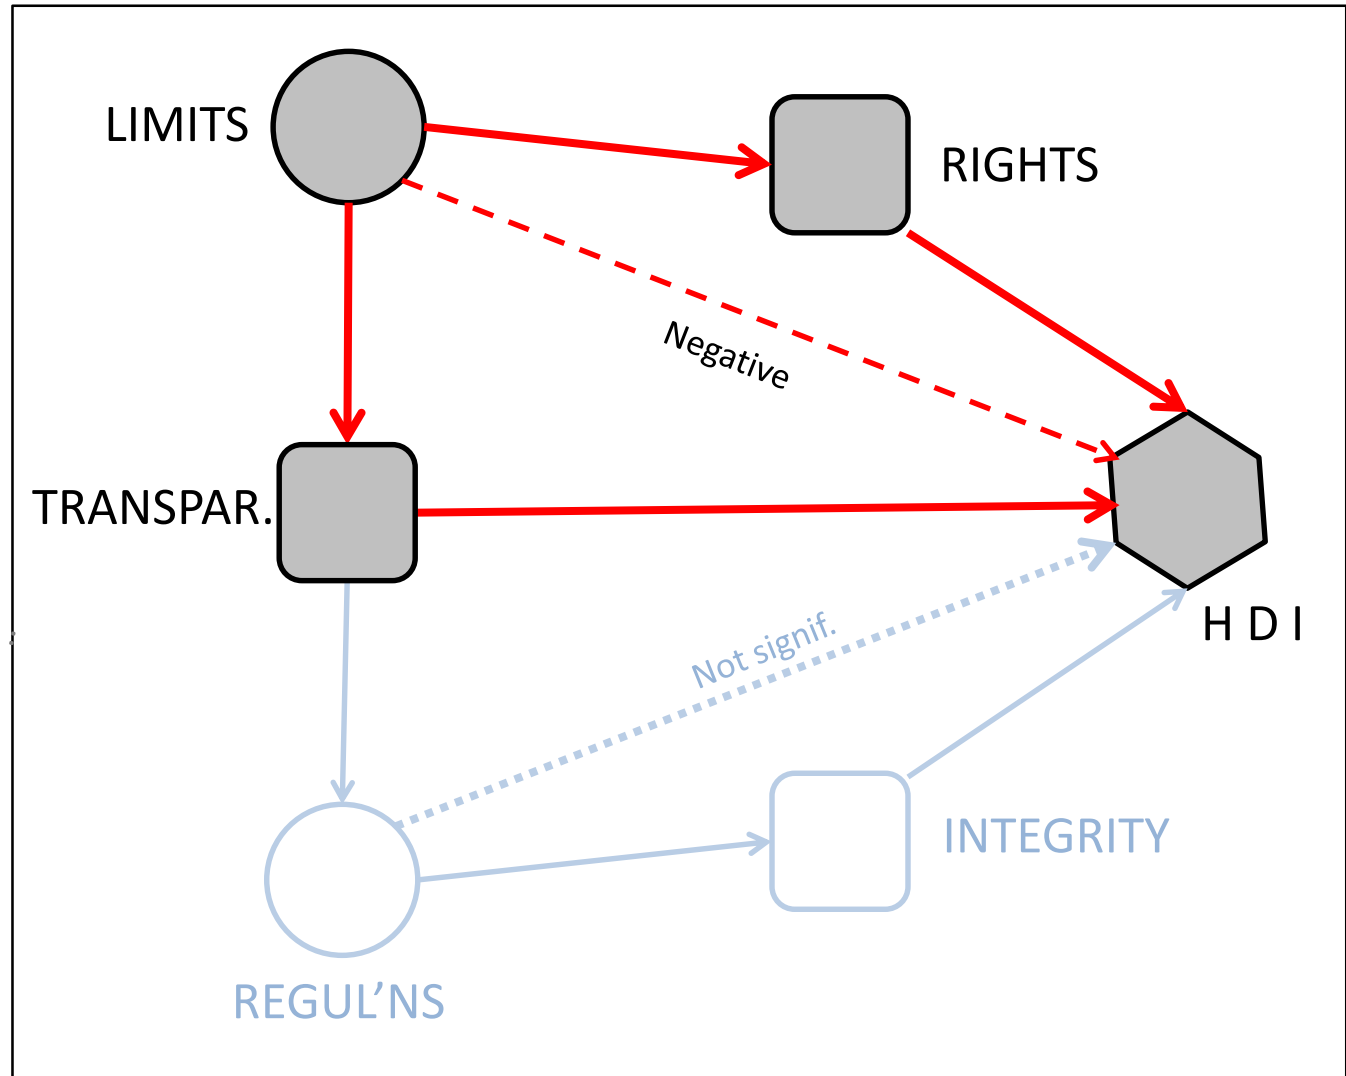 LIMITS
RIGHTS
Negative
TRANSPAR.
H D I
Not signif.
INTEGRITY
REGUL’NS